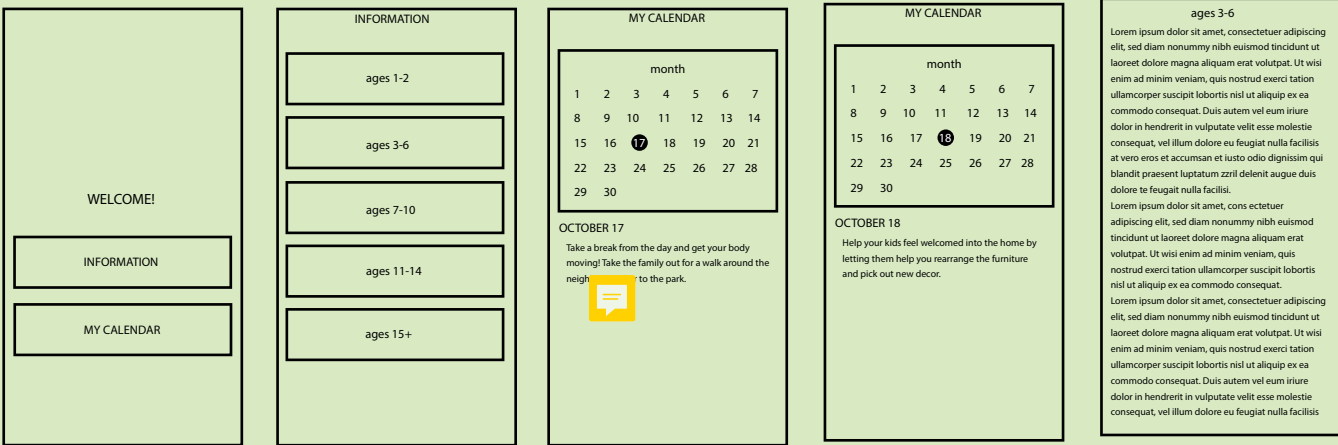 WELCOME!
INFORMATION
MY CALENDAR
INFORMATION
ages 1-2
ages 3-6
ages 7-10
ages 11-14
ages 15+
MY CALENDAR
month
1 2 3 4 5 6 7
8 9 10 11 12 13 14
15 16 17 18 19 20 21
22 23 24 25 26 27 28
29 30
OCTOBER 17
Take a break from the day and get your body
moving! Take the family out for a walk around the
to the park.
MY CALENDAR
month
1 2 3 4 5 6 7
8 9 10 11 12 13 14
15 16 17 18 19 20 21
22 23 24 25 26 27 28
29 30
OCTOBER 18
Help your kids feel welcomed into the home by
letting them help you rearrange the furniture
and pick out new decor.
ages 3-6
Lorem ipsum dolor sit amet, consectetuer adipiscing
elit, sed diam nonummy nibh euismod tincidunt ut
laoreet dolore magna aliquam erat volutpat. Ut wisi
enim ad minim veniam, quis nostrud exerci tation
ullamcorper suscipit lobortis nisl ut aliquip ex ea
commodo consequat. Duis autem vel eum iriure
dolor in hendrerit in vulputate velit esse molestie
consequat, vel illum dolore eu feugiat nulla facilisis
at vero eros et accumsan et iusto odio dignissim qui
blandit praesent luptatum zzril delenit augue duis
dolore te feugait nulla facilisi.
Lorem ipsum dolor sit amet, cons ectetuer
adipiscing elit, sed diam nonummy nibh euismod
tincidunt ut laoreet dolore magna aliquam erat
volutpat. Ut wisi enim ad minim veniam, quis
nostrud exerci tation ullamcorper suscipit lobortis
nisl ut aliquip ex ea commodo consequat.
Lorem ipsum dolor sit amet, consectetuer adipiscing
elit, sed diam nonummy nibh euismod tincidunt ut
laoreet dolore magna aliquam erat volutpat. Ut wisi
enim ad minim veniam, quis nostrud exerci tation
ullamcorper suscipit lobortis nisl ut aliquip ex ea
commodo consequat. Duis autem vel eum iriure
dolor in hendrerit in vulputate velit esse molestie
consequat, vel illum dolore eu feugiat nulla facilisis